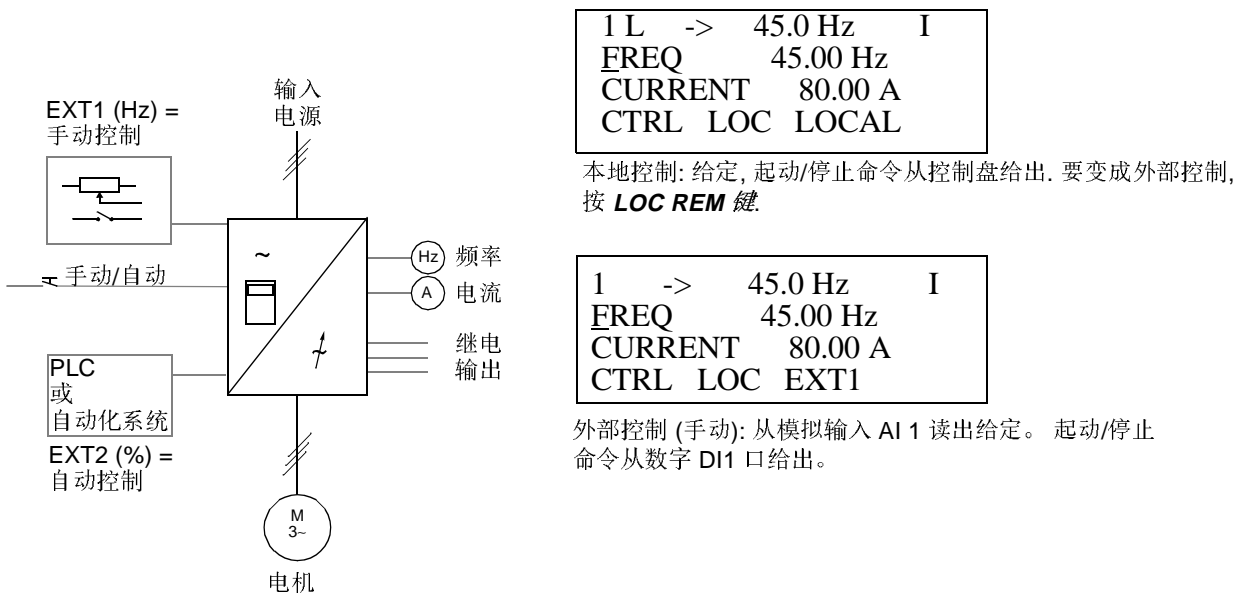 EXT1 (Hz) =
手动控制
输入
电源
手动/自动
~
~
Hz
频率
A
电流
继电
输出
PLC
或
自动化系统
EXT2 (%) =
自动控制
M
3~
电机
1 L -> 45.0 Hz I
FREQ 45.00 Hz
CURRENT 80.00 A
CTRL LOC LOCAL
本地控制: 给定, 起动/停止命令从控制盘给出. 要变成外部控制,
按 LOC REM 键.
1 -> 45.0 Hz I
FREQ 45.00 Hz
CURRENT 80.00 A
CTRL LOC EXT1
外部控制 (手动): 从模拟输入 AI 1 读出给定。 起动/停止
命令从数字 DI1 口给出。